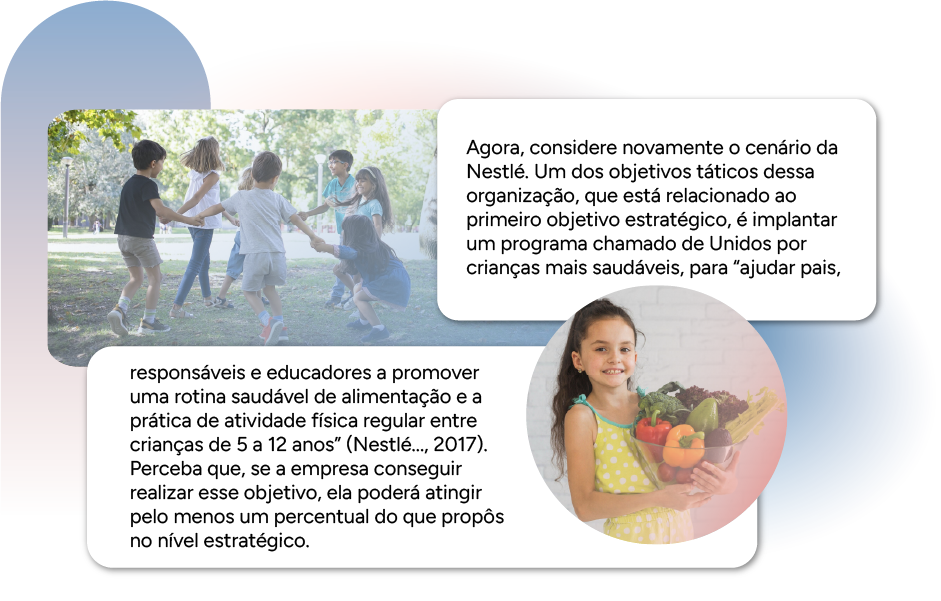 Agora, considere novamente o cenário da
Nestlé. Um dos objetivos táticos dessa
organização, que está relacionado ao
primeiro objetivo estratégico, é implantar
um programa chamado de Unidos por
crianças mais saudáveis, para “ajudar pais,
responsáveis e educadores a promover
uma rotina saudável de alimentação e a
prática de atividade física regular entre
crianças de 5 a 12 anos” (Nestlé..., 2017).
Perceba que, se a empresa conseguir
realizar esse objetivo, ela poderá atingir
pelo menos um percentual do que propôs
no nível estratégico.